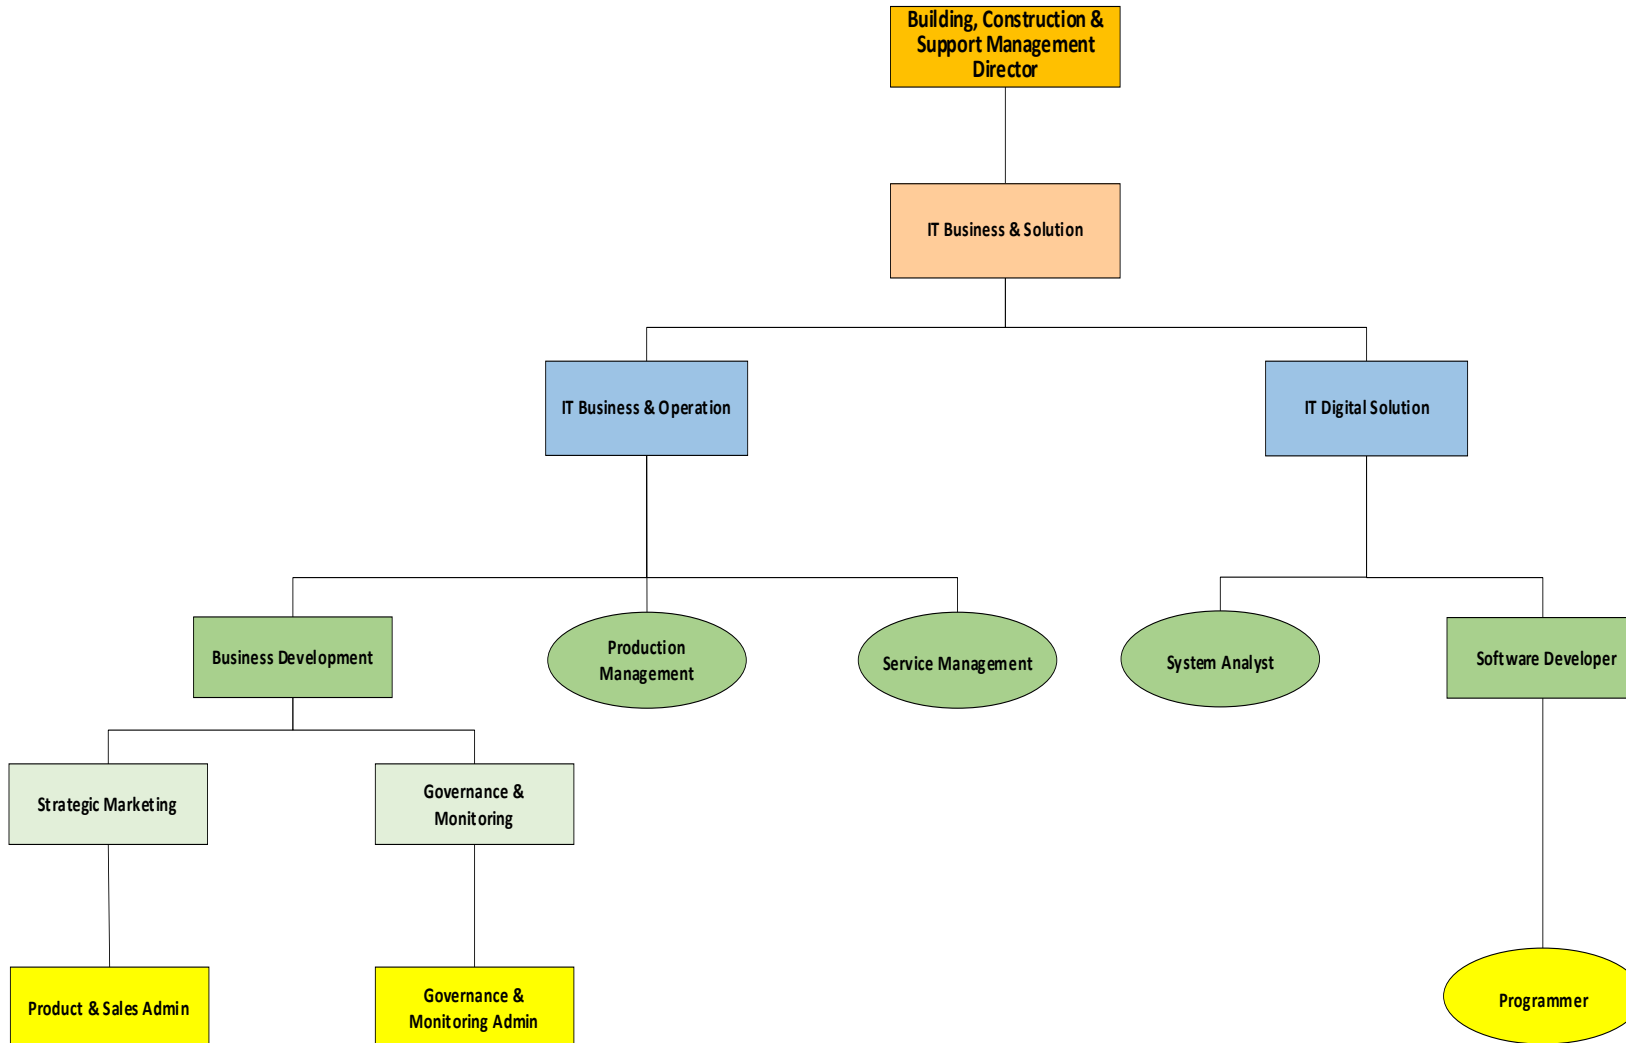 Building, Construction &
Support Management
Director
IT Business & Solution
IT Business & Operation
IT Digital Solution
Business Development
Production
Management
Service Management
System Analyst
Software Developer
Strategic Marketing
Governance &
Monitoring
Product & Sales Admin
Governance &
Monitoring Admin
Programmer